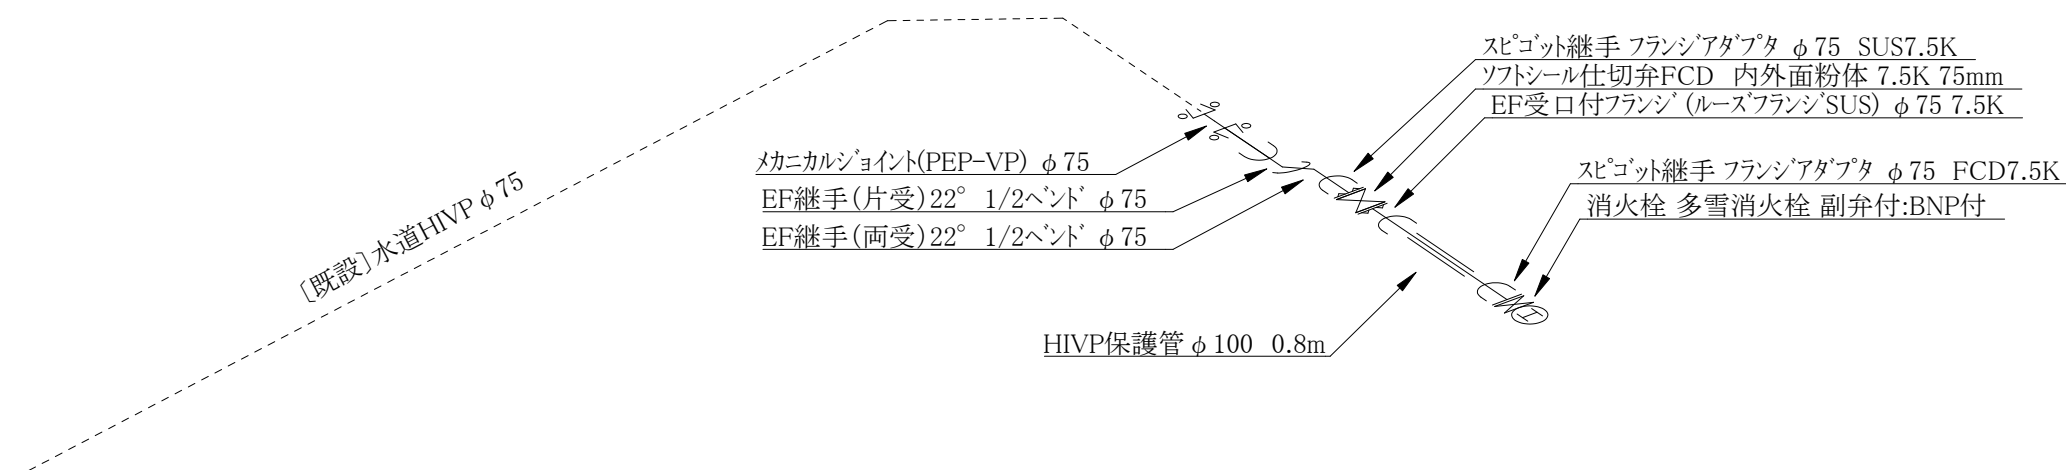 スピゴット継手 フランジアダプタ φ75 SUS7.5K
ソフトシール仕切弁FCD 内外面粉体 7.5K 75mm
EF受口付フランジ(ルーズフランジSUS) φ75 7.5K
メカニカルジョイント(PEP-VP) φ75
EF継手(片受)22° 1/2ベンド φ75
EF継手(両受)22° 1/2ベンド φ75
スピゴット継手 フランジアダプタ φ75 FCD7.5K
消火栓 多雪消火栓 副弁付:BNP付
〔既設〕水道HIVPφ75
HIVP保護管φ100 0.8m